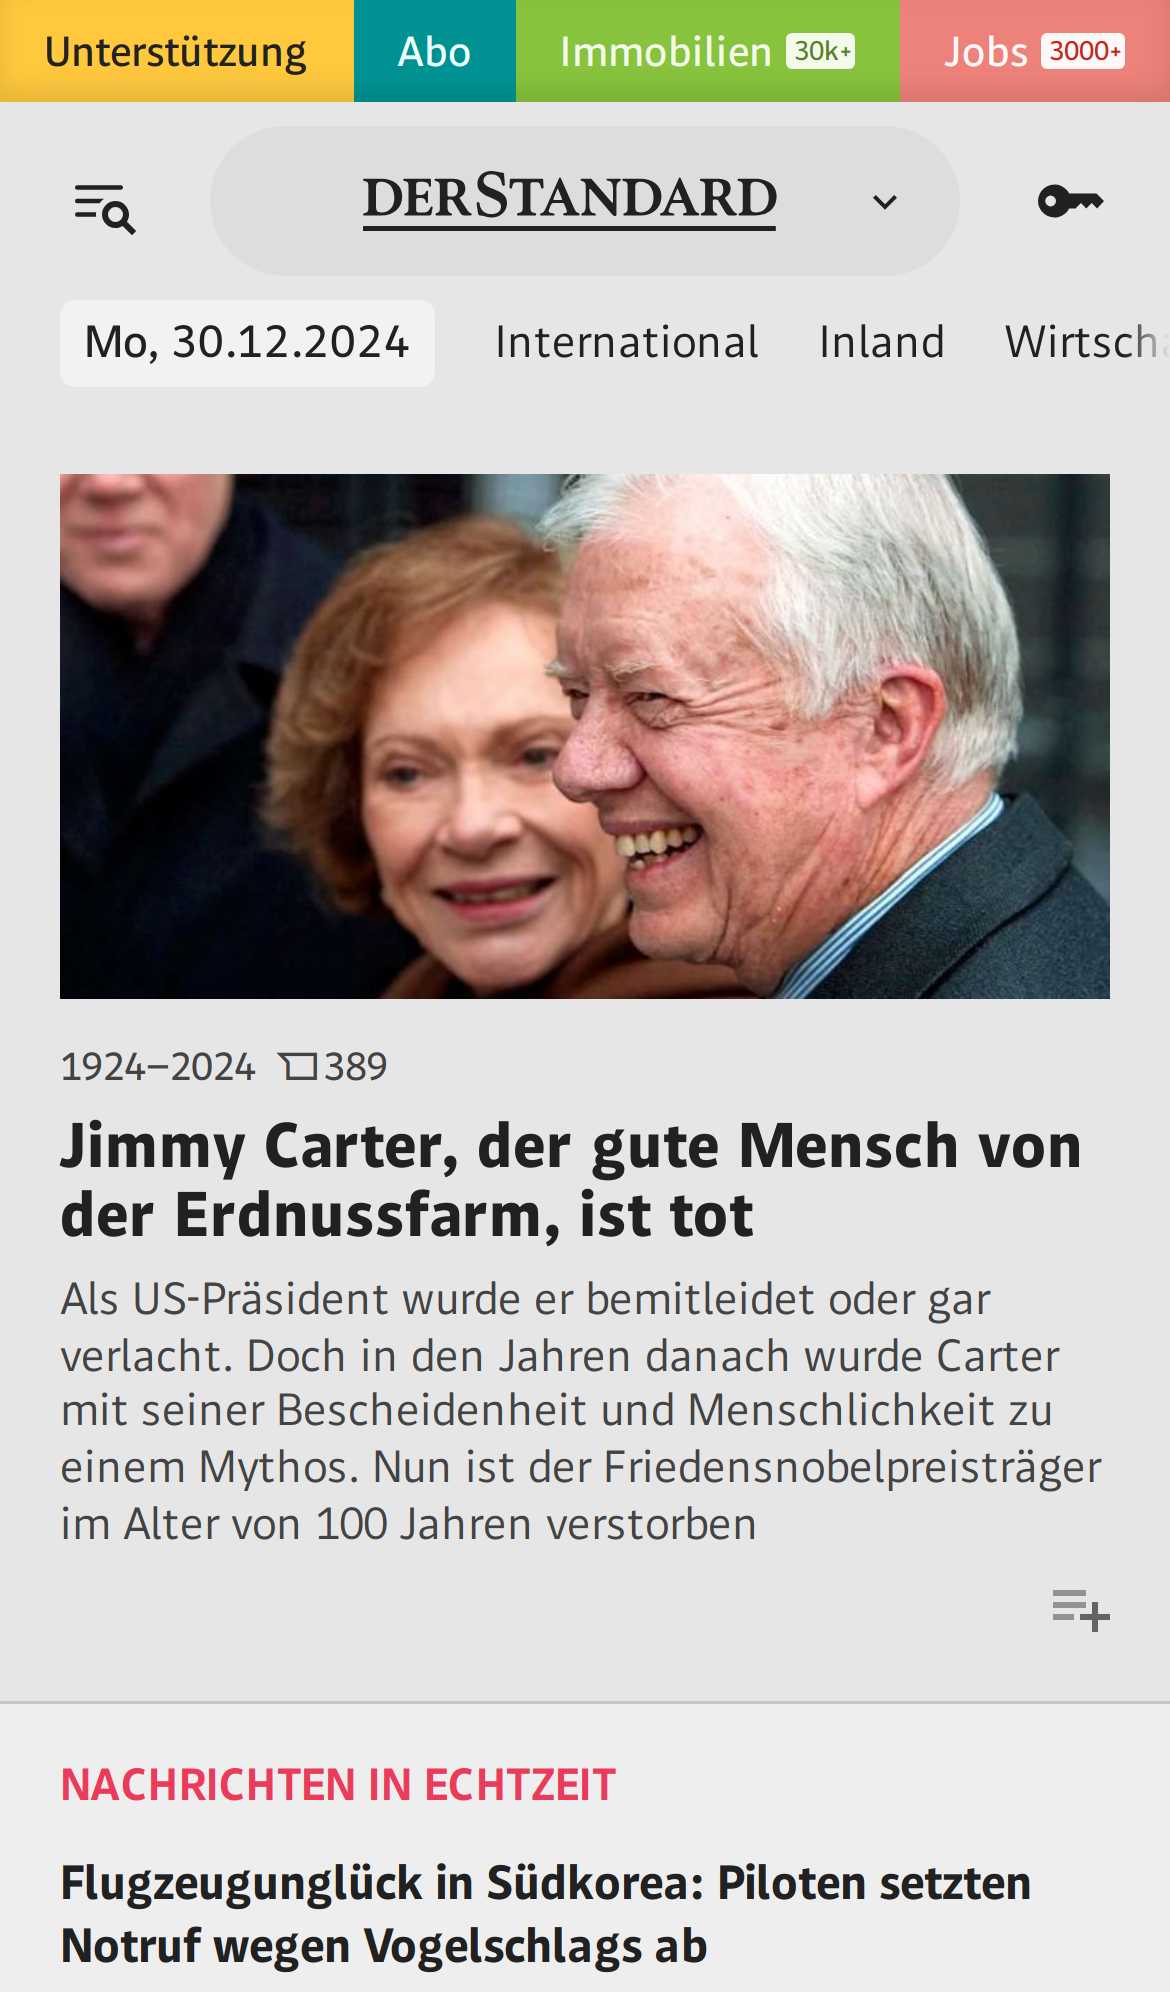 Unterstützung Abo Immobilien 30k+ Jobs 3000+
DERSTANDARD
Mo, 30.12.2024 International Inland Wirtscha
1924–2024 389
Jimmy Carter, der gute Mensch von
der Erdnussfarm, ist tot
Als US-Präsident wurde er bemitleidet oder gar
verlacht. Doch in den Jahren danach wurde Carter
mit seiner Bescheidenheit und Menschlichkeit zu
einem Mythos. Nun ist der Friedensnobelpreisträger
im Alter von 100 Jahren verstorben
NACHRICHTEN IN ECHTZEIT
Flugzeugunglück in Südkorea: Piloten setzten
Notruf wegen Vogelschlags ab